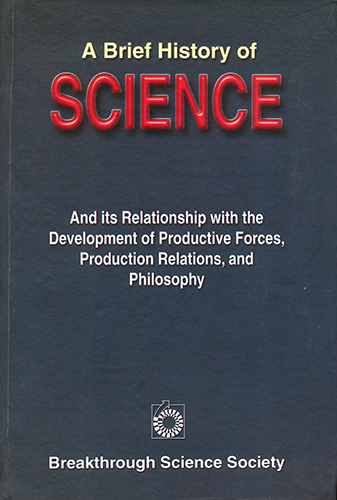 A Brief History of
SCIENCE
And its Relationship with the
Development of Productive Forces,
Production Relations, and
Philosophy
Breakthrough Science Society